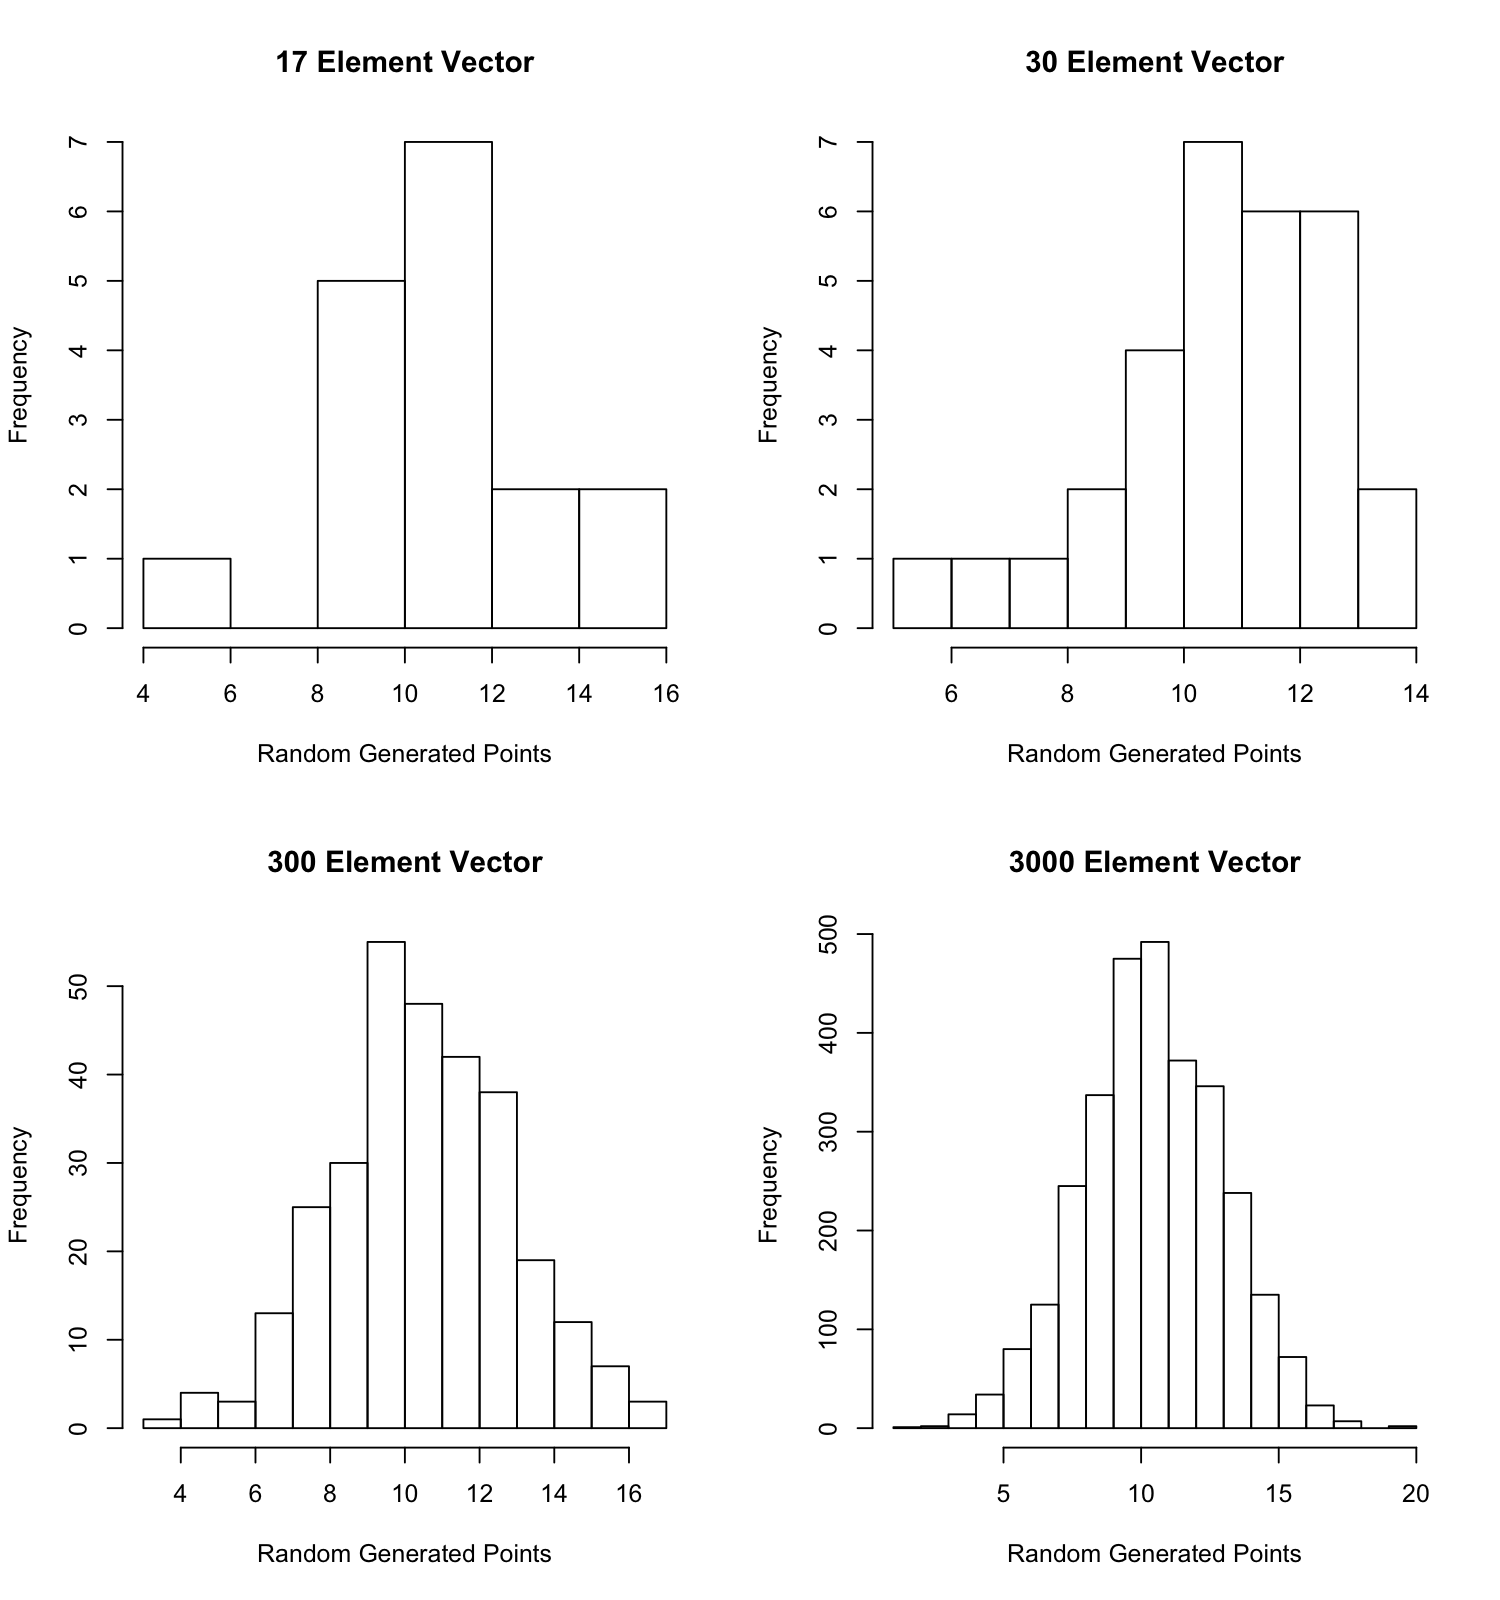 17 Element Vector
Frequency
0 1 2 3 4 5 6 7
4 6 8 10 12 14 16
Random Generated Points
30 Element Vector
Frequency
0 1 2 3 4 5 6 7
6 8 10 12 14
Random Generated Points
300 Element Vector
Frequency
0 10 20 30 40 50
4 6 8 10 12 14 16
Random Generated Points
3000 Element Vector
Frequency
0 100 200 300 400 500
5 10 15 20
Random Generated Points